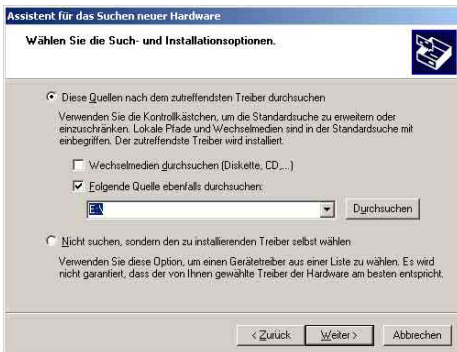 Assistent für das Suchen neuer Hardware
Wählen Sie die Such- und Installationsoptionen.
Diese Quellen nach dem zutreffendsten Treiber durchsuchen
Verwenden Sie die Kontrollkästchen, um die Standardsuche zu erweitern oder
einzuschränken. Lokale Pfade und Wechselmedien sind in der Standardsuche mit
einbegriffen. Der zutreffendste Treiber wird installiert.
Wechselmedien durchsuchen (Diskette, CD,...)
Folgende Quelle ebenfalls durchsuchen:
E:\
Durchsuchen
Nicht suchen, sondern den zu installierenden Treiber selbst wählen
Verwenden Sie diese Option, um einen Gerätetreiber aus einer Liste zu wählen. Es wird
nicht garantiert, dass der von Ihnen gewählte Treiber der Hardware am besten entspricht.
< Zurück Weiter > Abbrechen